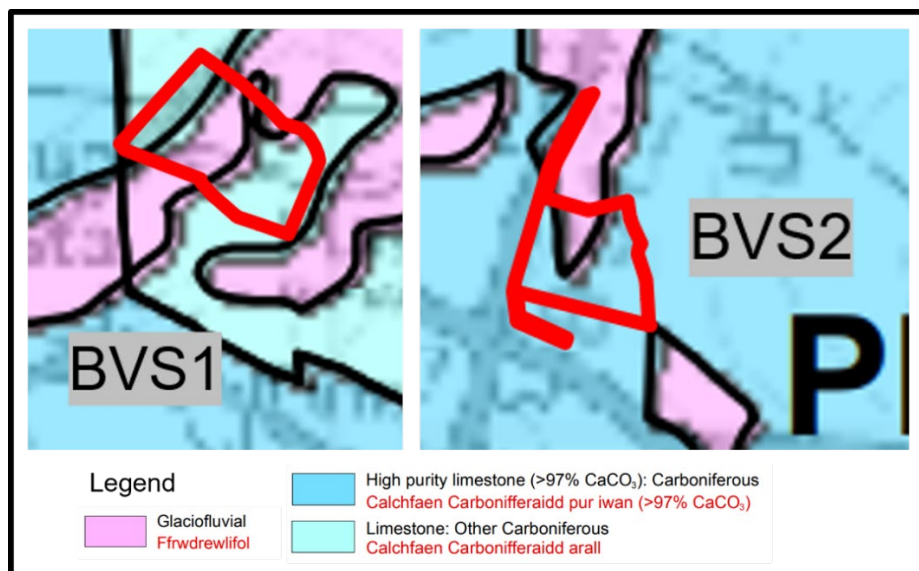 BVS1
BVS2
P
Legend
Glaciofluvial
Ffrwdrewlifol
High purity limestone (>97% CaCO₃): Carboniferous
Calchfaen Carbonifferaidd pur iwan (>97% CaCO₃)
Limestone: Other Carboniferous
Calchfaen Carbonifferaidd arall